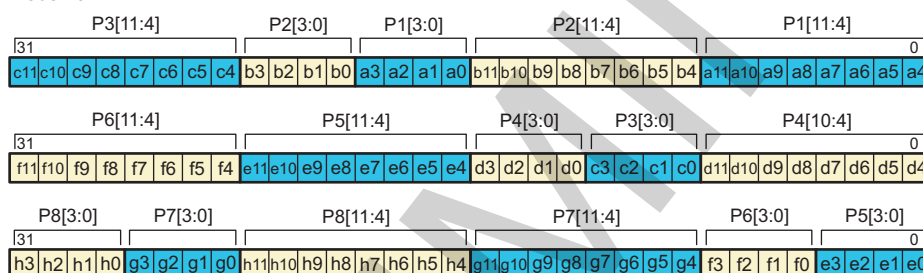 P3[11:4] P2[3:0] P1[3:0] P2[11:4] P1[11:4]
31 0
c11 c10 c9 c8 c7 c6 c5 c4 b3 b2 b1 b0 a3 a2 a1 a0 b11 b10 b9 b8 b7 b6 b5 b4 a11 a10 a9 a8 a7 a6 a5 a4
P6[11:4] P5[11:4] P4[3:0] P3[3:0] P4[10:4]
31 0
f11 f10 f9 f8 f7 f6 f5 f4 e11 e10 e9 e8 e7 e6 e5 e4 d3 d2 d1 d0 c3 c2 c1 c0 d11 d10 d9 d8 d7 d6 d5 d4
P8[3:0] P7[3:0] P8[11:4] P7[11:4] P6[3:0] P5[3:0]
31 0
h3 h2 h1 h0 g3 g2 g1 g0 h11 h10 h9 h8 h7 h6 h5 h4 g11 g10 g9 g8 g7 g6 g5 g4 f3 f2 f1 f0 e3 e2 e1